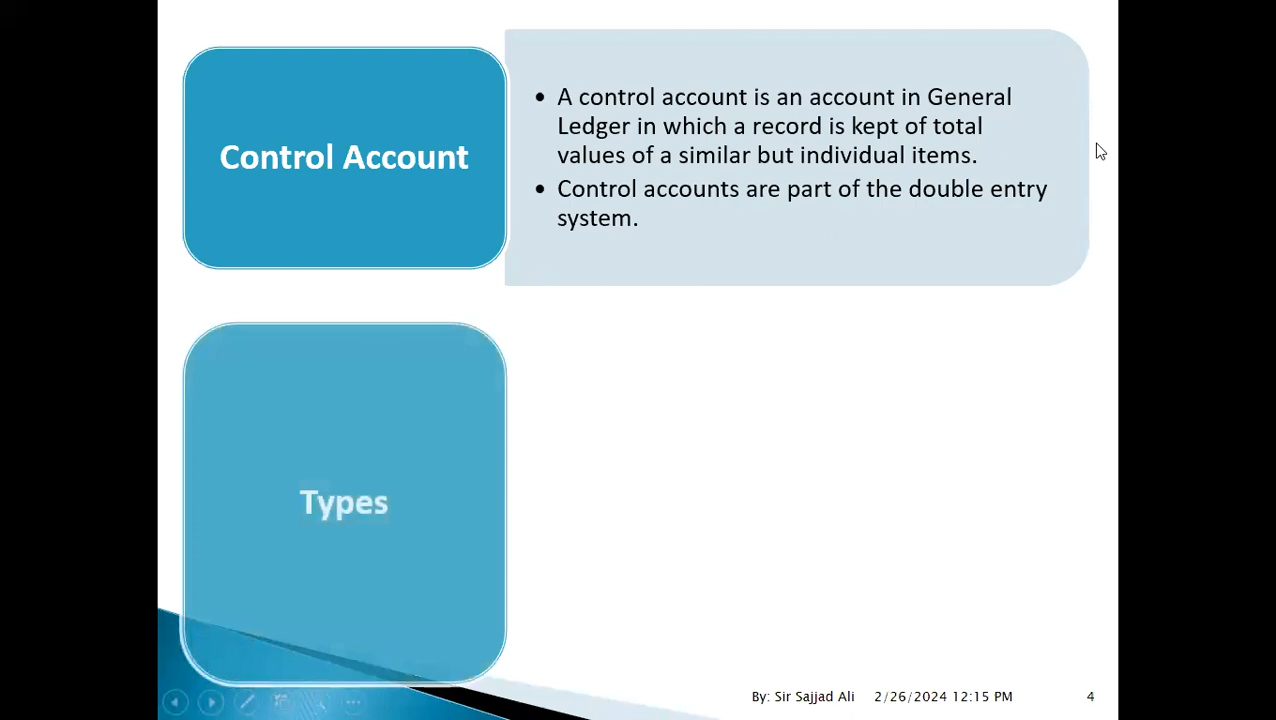 Control Account
• A control account is an account in General
Ledger in which a record is kept of total
values of a similar but individual items.
• Control accounts are part of the double entry
system.
Types
By: Sir Sajjad Ali 2/26/2024 12:15 PM 4